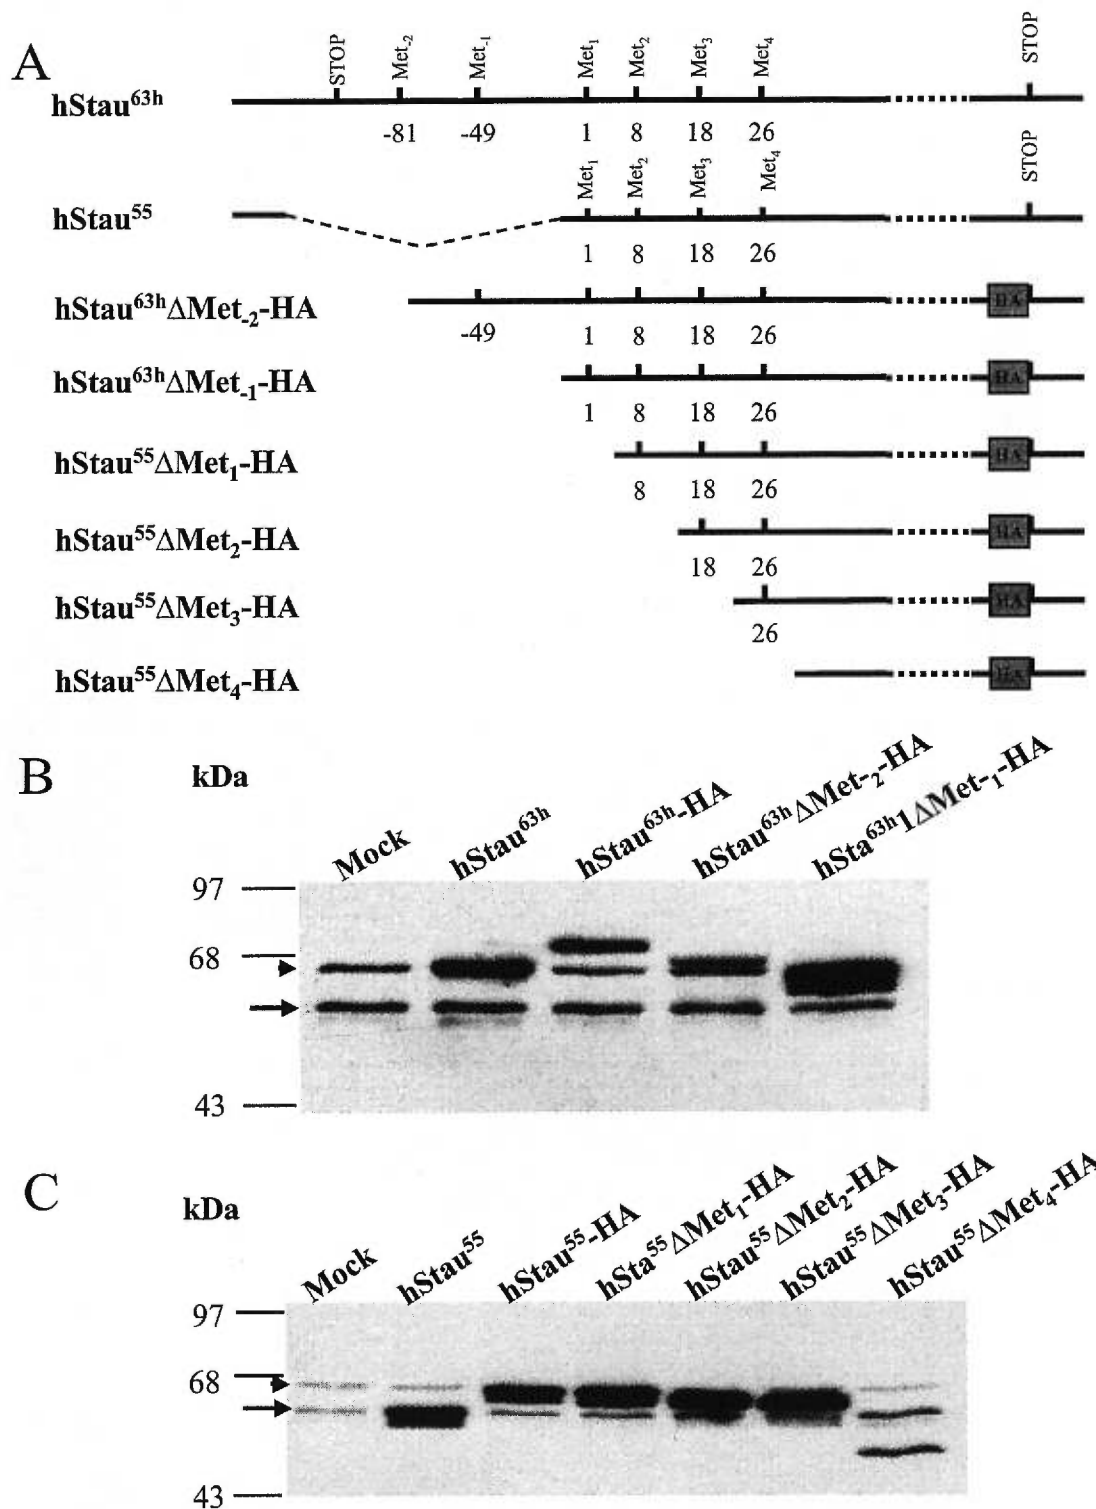 A
STOP Met-2 Met-1 Met1 Met2 Met3 Met4 STOP
hStau63h
-81 -49 1 8 18 26
Met1 Met2 Met3 Met4 STOP
hStau55
1 8 18 26
hStau63hΔMet-2-HA HA
-49 1 8 18 26
hStau63hΔMet-1-HA HA
1 8 18 26
hStau55ΔMet1-HA HA
8 18 26
hStau55ΔMet2-HA HA
18 26
hStau55ΔMet3-HA HA
26
hStau55ΔMet4-HA HA
B
kDa
Mock hStau63h hStau63h-HA hStau63hΔMet-2-HA hSta63h1ΔMet-1-HA
97
68
43
C
kDa
Mock hStau55 hStau55-HA hSta55ΔMet1-HA hStau55ΔMet2-HA hStau55ΔMet3-HA hStau55ΔMet4-HA
97
68
43